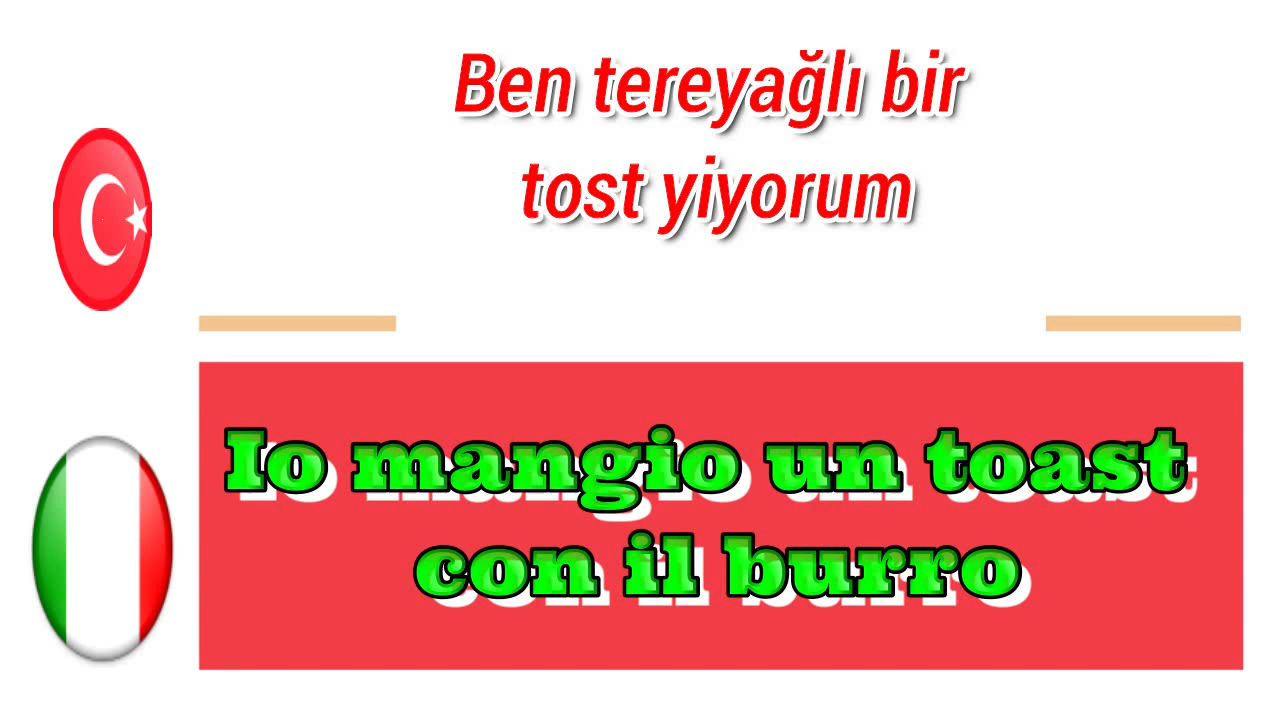 Ben tereyağlı bir
tost yiyorum
Io mangio un toast
con il burro